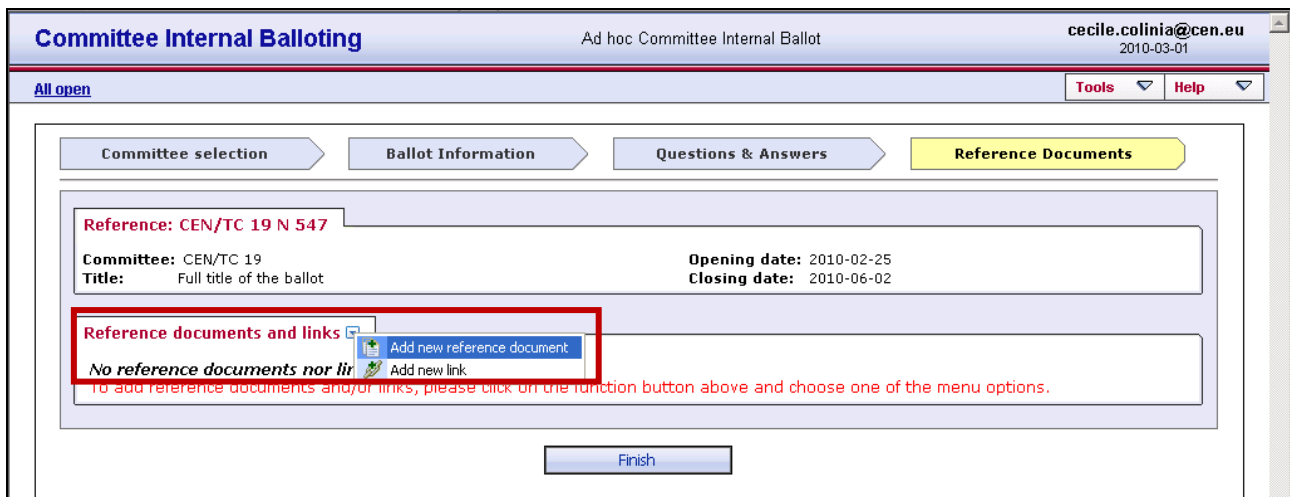 Committee Internal Balloting Ad hoc Committee Internal Ballot cecile.colinia@cen.eu
2010-03-01
All open Tools Help
Committee selection Ballot Information Questions & Answers Reference Documents
Reference: CEN/TC 19 N 547
Committee: CEN/TC 19 Opening date: 2010-02-25
Title: Full title of the ballot Closing date: 2010-06-02
Reference documents and links
Add new reference document
No reference documents nor Add new link
To add reference documents and/or links, please click on the function button above and choose one of the menu options.
Finish